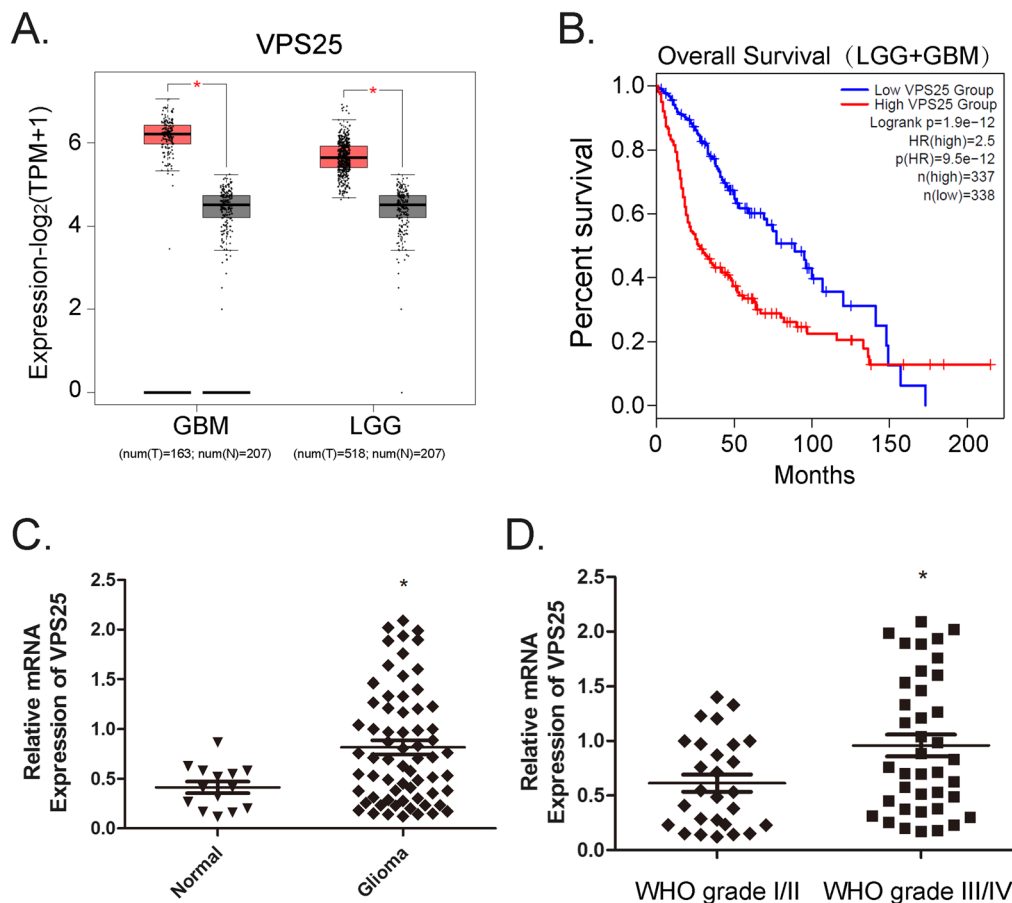 A.
VPS25
Expression-log2(TPM+1)
6
4
2
0
*
*
GBM
LGG
(num(T)=163; num(N)=207)
(num(T)=518; num(N)=207)
B.
Overall Survival（LGG+GBM）
Percent survival
1.0
0.8
0.6
0.4
0.2
0.0
Low VPS25 Group
High VPS25 Group
Logrank p=1.9e−12
HR(high)=2.5
p(HR)=9.5e−12
n(high)=337
n(low)=338
0
50
100
150
200
Months
C.
Relative mRNA
Expression of VPS25
2.5
2.0
1.5
1.0
0.5
0.0
*
Normal
Glioma
D.
Relative mRNA
Expression of VPS25
2.5
2.0
1.5
1.0
0.5
0.0
*
WHO grade I/II
WHO grade III/IV